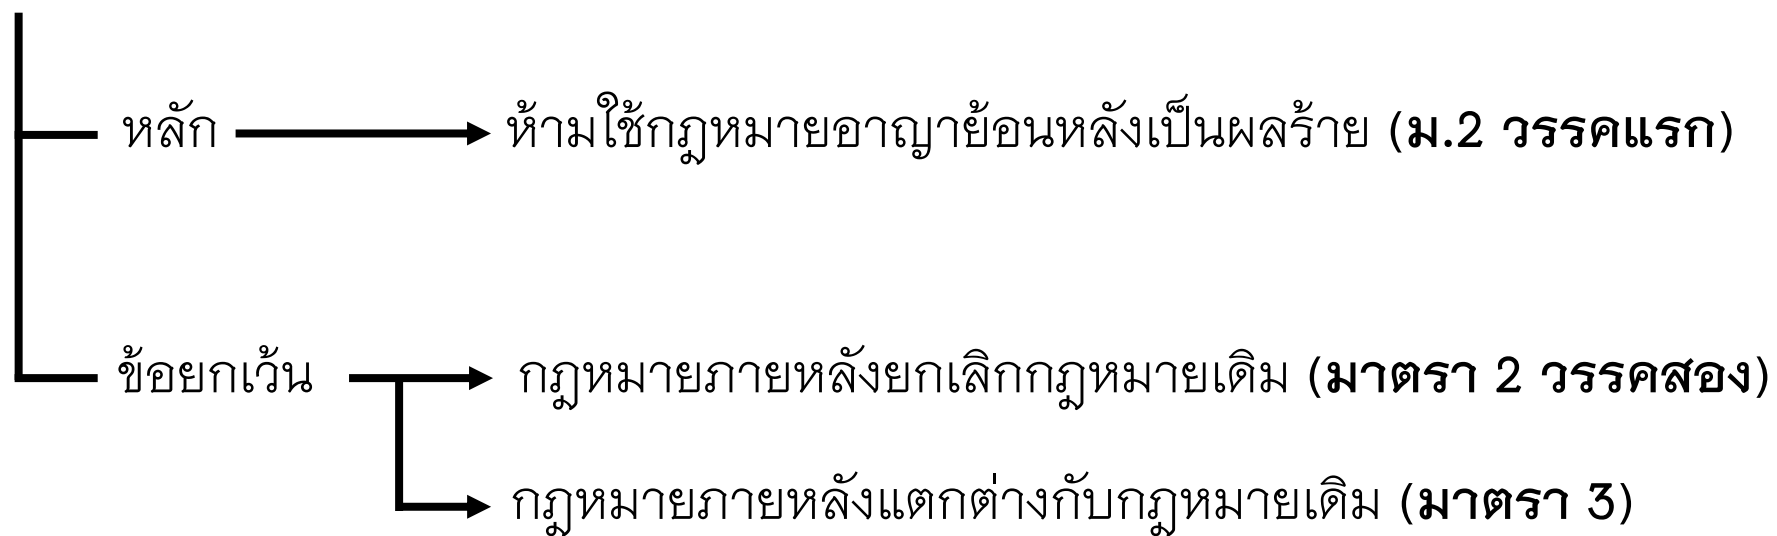 หลัก ห้ามใช้กฎหมายอาญาย้อนหลังเป็นผลร้าย (ม.2 วรรคแรก)
ข้อยกเว้น กฎหมายภายหลังยกเลิกกฎหมายเดิม (มาตรา 2 วรรคสอง)
กฎหมายภายหลังแตกต่างกับกฎหมายเดิม (มาตรา 3)